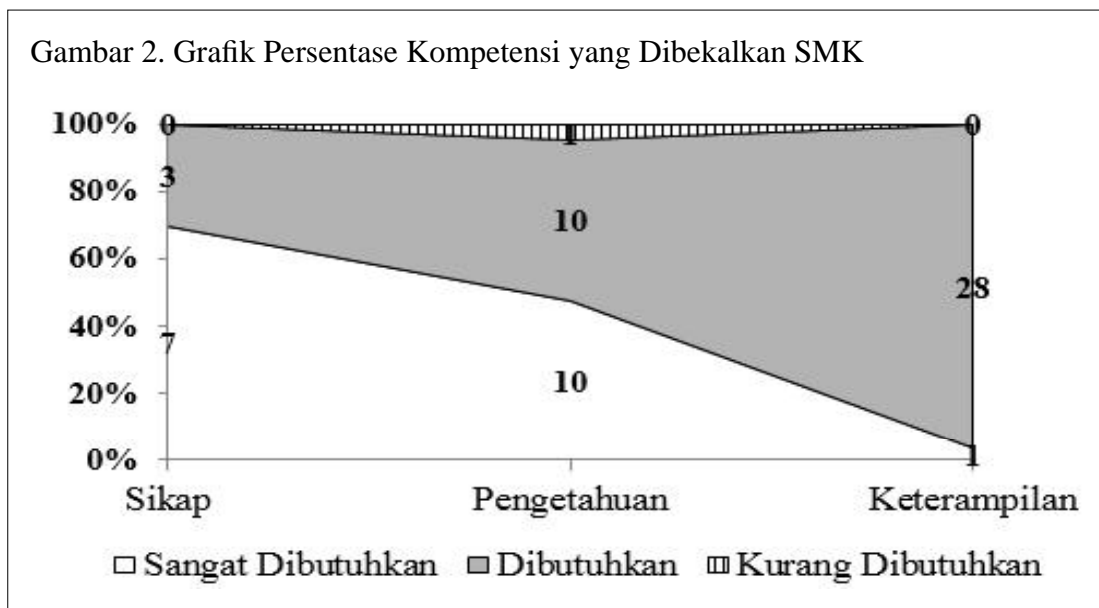 Gambar 2. Grafik Persentase Kompetensi yang Dibekalkan SMK
100%
0
1
0
80%
3
10
28
60%
40%
7
10
20%
1
0%
Sikap
Pengetahuan
Keterampilan
Sangat Dibutuhkan
Dibutuhkan
Kurang Dibutuhkan